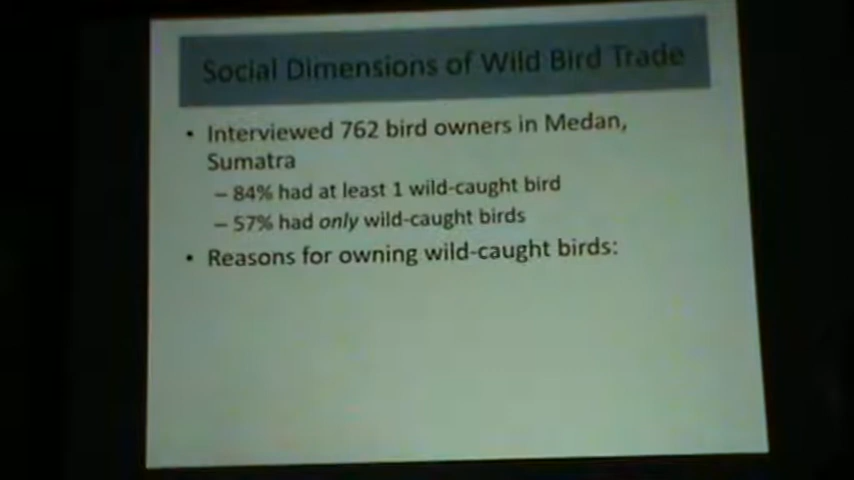 Social Dimensions of Wild Bird Trade
• Interviewed 762 bird owners in Medan,
Sumatra
– 84% had at least 1 wild-caught bird
– 57% had only wild-caught birds
• Reasons for owning wild-caught birds: